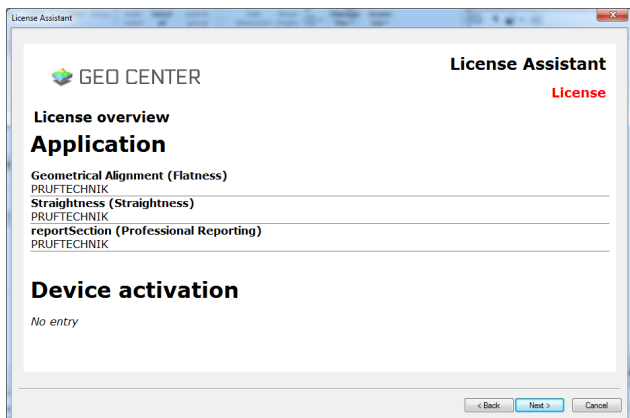 License Assistant
GEO CENTER
License Assistant
License
License overview
Application
Geometrical Alignment (Flatness)
PRUFTECHNIK
Straightness (Straightness)
PRUFTECHNIK
reportSection (Professional Reporting)
PRUFTECHNIK
Device activation
No entry
< Back
Next >
Cancel